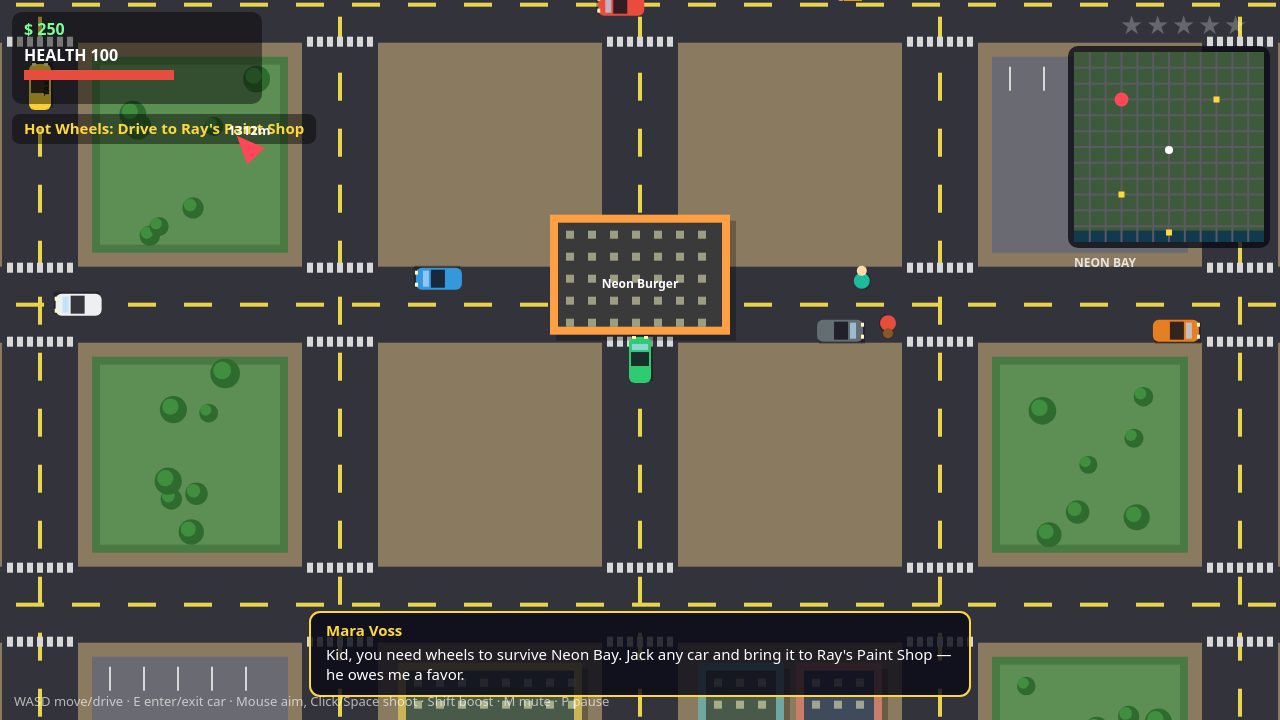 $ 250
HEALTH 100
Hot Wheels: Drive to Ray's Paint Shop
1312m
NEON BAY
Neon Burger
Mara Voss
Kid, you need wheels to survive Neon Bay. Jack any car and bring it to Ray's Paint Shop —
he owes me a favor.
WASD move/drive · E enter/exit car · Mouse aim, Click/Space shoot · Shift boost · M mute · P pause